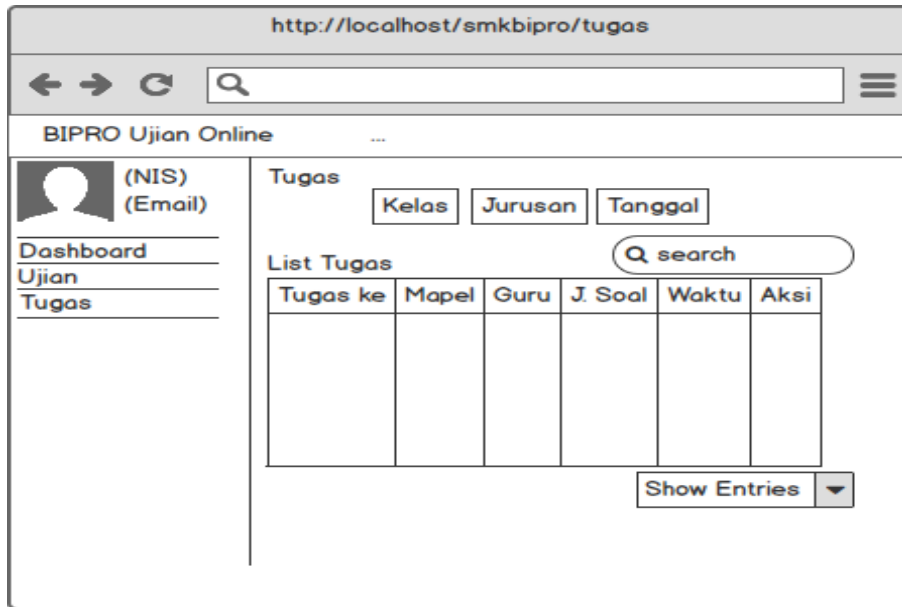 http://localhost/smkbipro/tugas
BIPRO Ujian Online ...
(NIS)
(Email)
Dashboard
Ujian
Tugas
Tugas
Kelas Jurusan Tanggal
search
List Tugas
Tugas ke Mapel Guru J. Soal Waktu Aksi
Show Entries